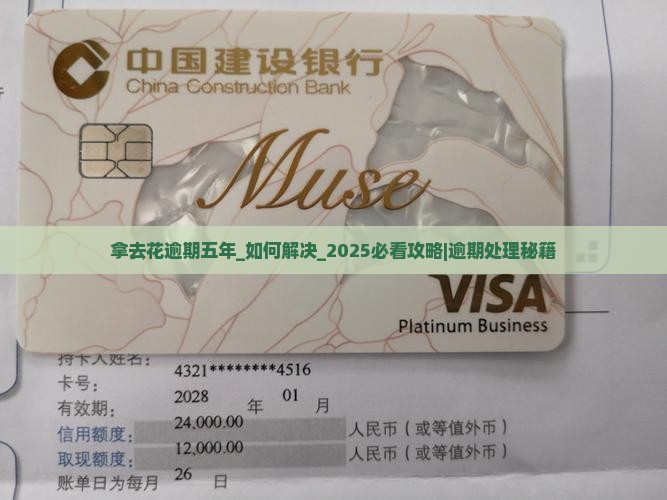 中国建设银行
China Construction Bank
Muse
拿去花逾期五年_如何解决_2025必看攻略|逾期处理秘籍
VISA
Platinum Business
持卡人姓名:
4321********4516
卡号:
2028 年 01 月
有效期:
24,000.00
信用额度: 人民币(或等值外币)
12,000.00
取现额度: 人民币(或等值外币)
账单日为每月 26 日